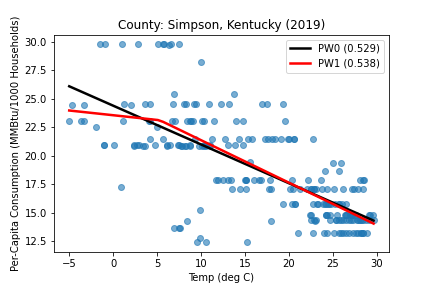 County: Simpson, Kentucky (2019)
PW0 (0.529)
PW1 (0.538)
Per-Capita Consumption (MMBtu/1000 Households)
30.0
27.5
25.0
22.5
20.0
17.5
15.0
12.5
−5 0 5 10 15 20 25 30
Temp (deg C)